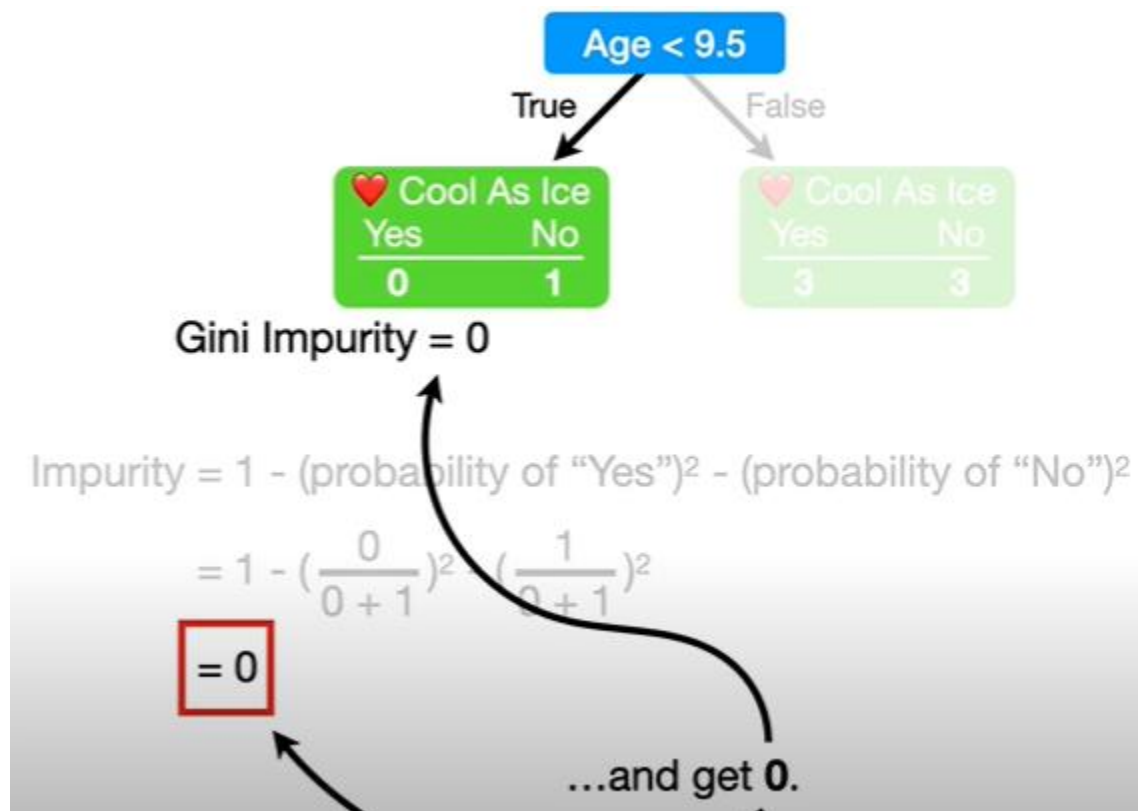 Age < 9.5
True False
❤️ Cool As Ice ❤️ Cool As Ice
Yes No Yes No
0 1 3 3
Gini Impurity = 0
Impurity = 1 - (probability of “Yes”)² - (probability of “No”)²
= 1 - (0/(0 + 1))² - (1/(0 + 1))²
= 0
...and get 0.